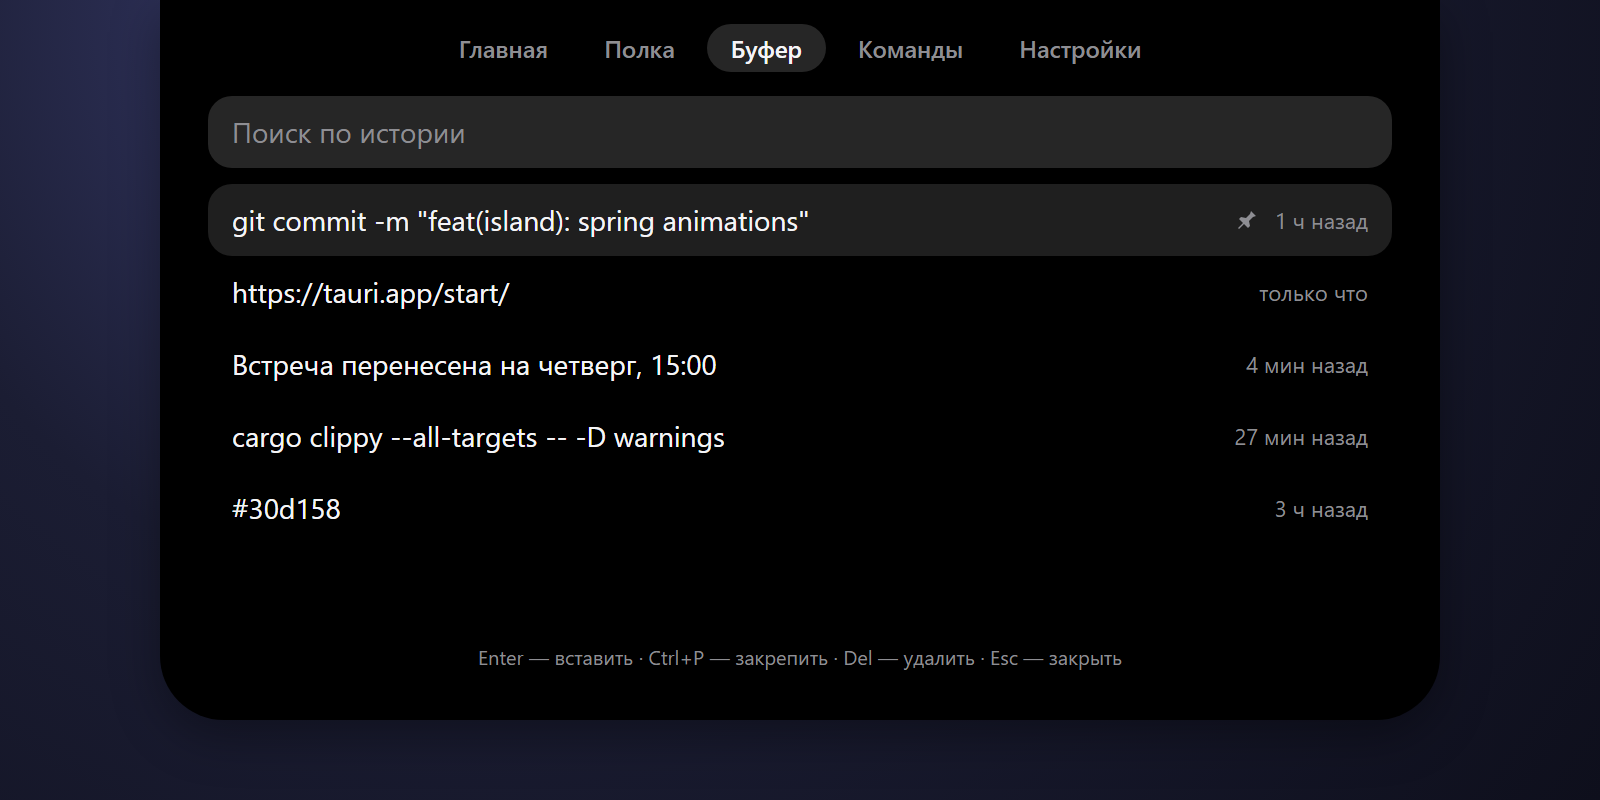 Главная Полка Буфер Команды Настройки
Поиск по истории
git commit -m "feat(island): spring animations" 1 ч назад
https://tauri.app/start/ только что
Встреча перенесена на четверг, 15:00 4 мин назад
cargo clippy --all-targets -- -D warnings 27 мин назад
#30d158 3 ч назад
Enter — вставить · Ctrl+P — закрепить · Del — удалить · Esc — закрыть